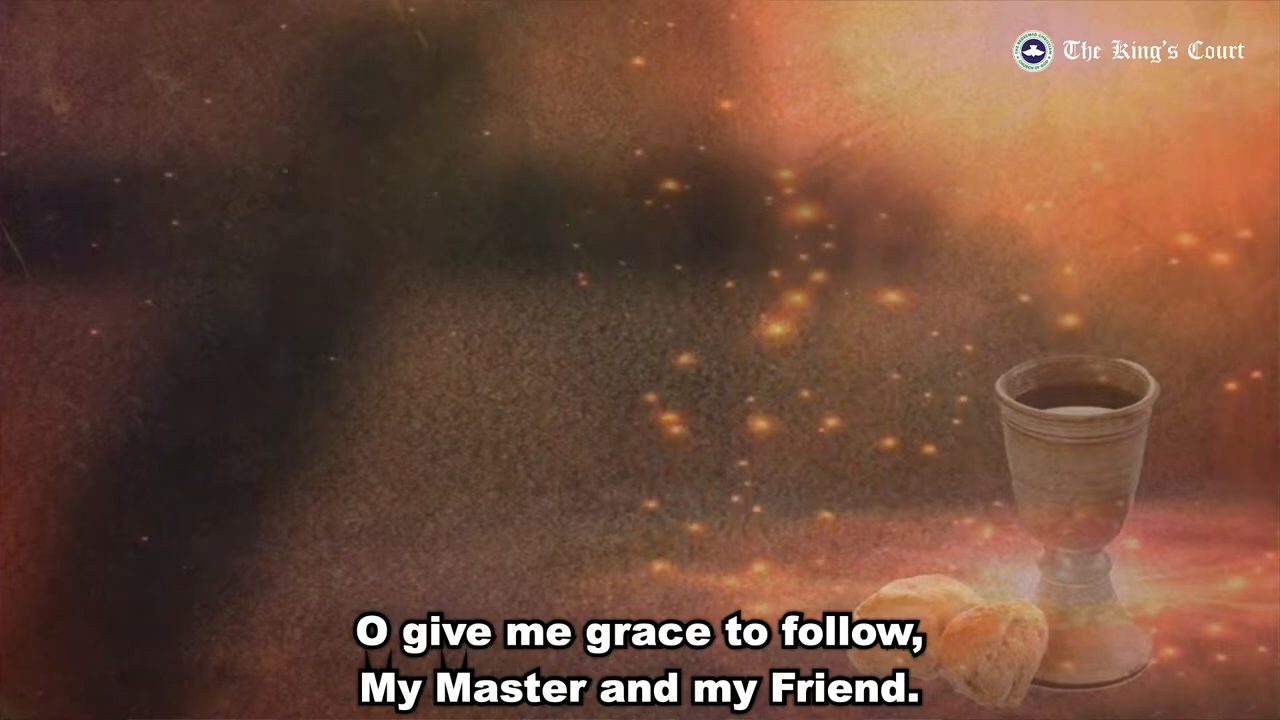 The King's Court
O give me grace to follow,
My Master and my Friend.